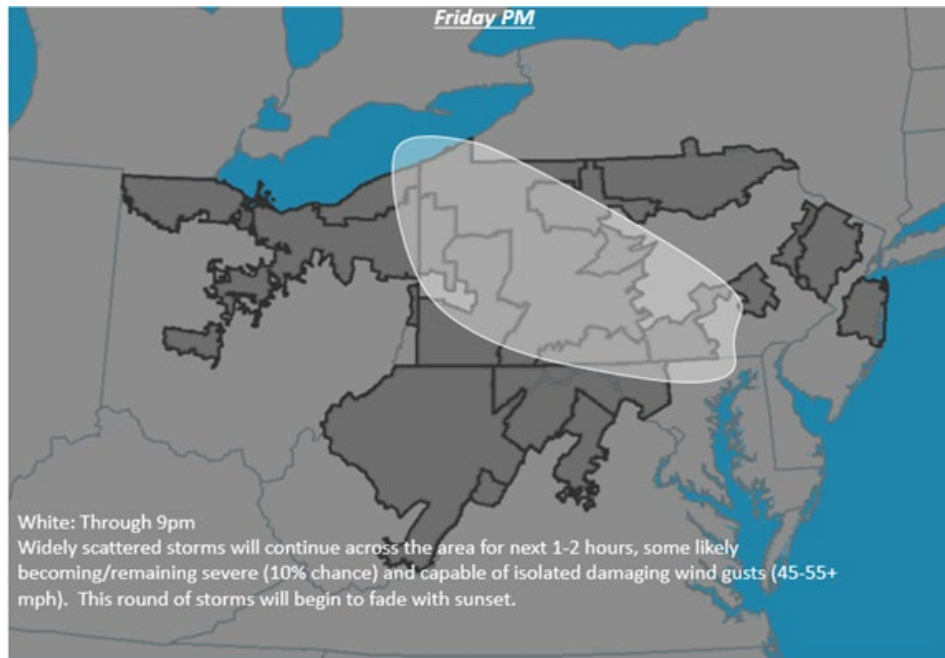 Friday PM
White: Through 9pm
Widely scattered storms will continue across the area for next 1-2 hours, some likely
becoming/remaining severe (10% chance) and capable of isolated damaging wind gusts (45-55+
mph).  This round of storms will begin to fade with sunset.